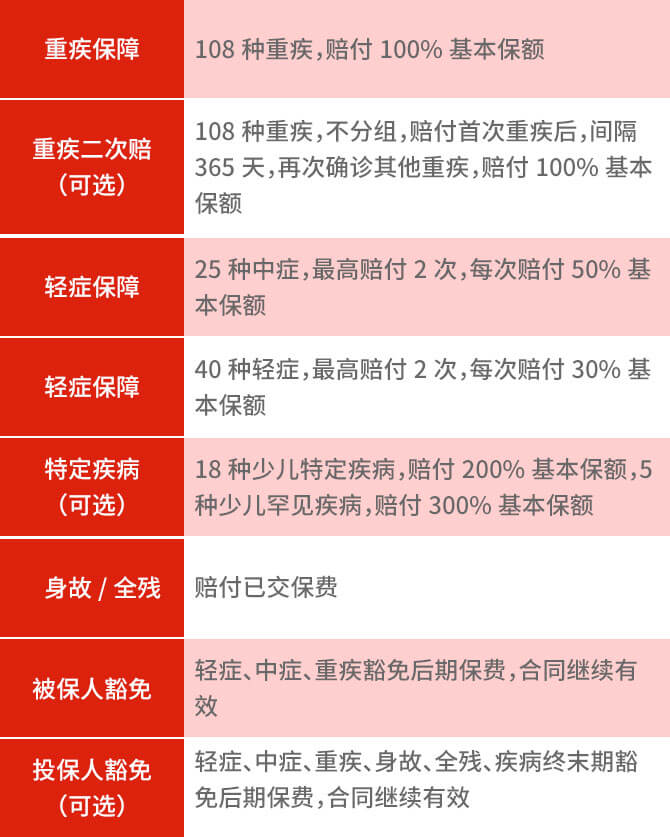 重疾保障
108 种重疾,赔付 100% 基本保额
重疾二次赔
（可选）
108 种重疾,不分组,赔付首次重疾后,间隔
365 天,再次确诊其他重疾,赔付 100% 基本
保额
轻症保障
25 种中症,最高赔付 2 次,每次赔付 50% 基
本保额
轻症保障
40 种轻症,最高赔付 2 次,每次赔付 30% 基
本保额
特定疾病
（可选）
18 种少儿特定疾病,赔付 200% 基本保额,5
种少儿罕见疾病,赔付 300% 基本保额
身故 / 全残
赔付已交保费
被保人豁免
轻症、中症、重疾豁免后期保费,合同继续有
效
投保人豁免
（可选）
轻症、中症、重疾、身故、全残、疾病终末期豁
免后期保费,合同继续有效